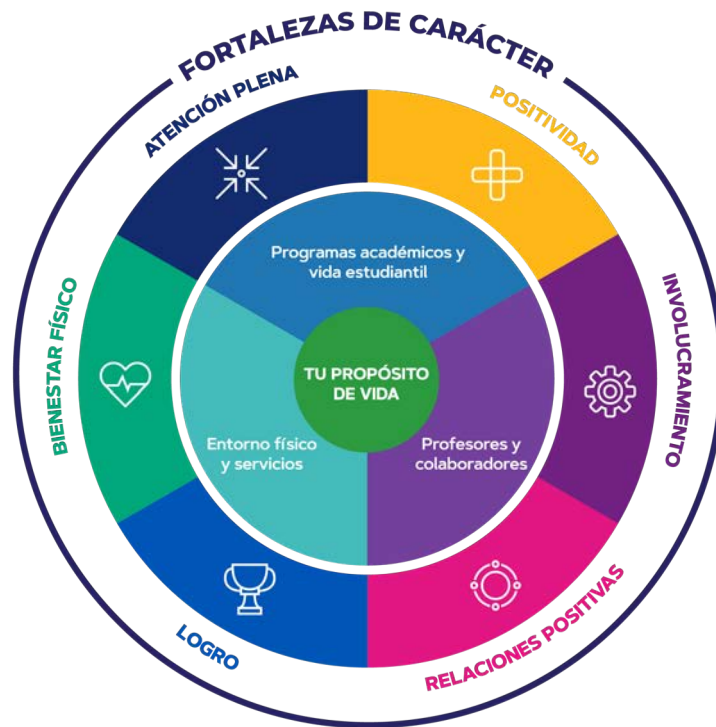 FORTALEZAS DE CARÁCTER
ATENCIÓN PLENA
POSITIVIDAD
Programas académicos y
vida estudiantil
BIENESTAR FÍSICO
INVOLUCRAMIENTO
TU PROPÓSITO
DE VIDA
Entorno físico
y servicios
Profesores y
colaboradores
LOGRO
RELACIONES POSITIVAS